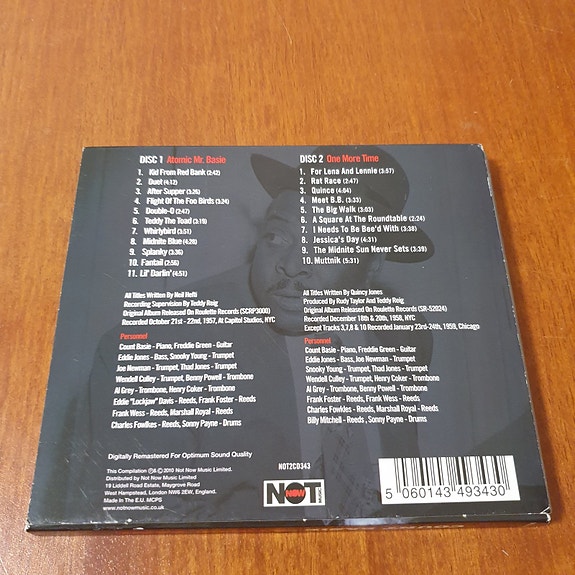 DISC 1 Atomic Mr. Basie
1. Kid From Red Bank (2:42)
2. Duet (4:12)
3. After Supper (3:26)
4. Flight Of The Foo Birds (3:24)
5. Double-O (2:47)
6. Teddy The Toad (3:19)
7. Whirlybird (3:51)
8. Midnite Blue (4:28)
9. Splanky (3:36)
10. Fantail (2:56)
11. Lil' Darlin' (4:51)
All Titles Written By Neil Hefti
Recording Supervision By Teddy Reig
Original Album Released On Roulette Records (SCRP3000)
Recorded October 21st - 22nd, 1957, At Capitol Studios, NYC
Personnel
Count Basie - Piano, Freddie Green - Guitar
Eddie Jones - Bass, Snooky Young - Trumpet
Joe Newman - Trumpet, Thad Jones - Trumpet
Wendell Culley - Trumpet, Benny Powell - Trombone
Al Grey - Trombone, Henry Coker - Trombone
Eddie "Lockjaw" Davis - Reeds, Frank Foster - Reeds
Frank Wess - Reeds, Marshall Royal - Reeds
Charles Fowlkes - Reeds, Sonny Payne - Drums
DISC 2 One More Time
1. For Lena And Lennie (3:57)
2. Rat Race (2:47)
3. Quince (4:04)
4. Meet B.B. (3:33)
5. The Big Walk (3:03)
6. A Square At The Roundtable (2:24)
7. I Needs To Be Bee'd With (3:38)
8. Jessica's Day (4:31)
9. The Midnite Sun Never Sets (3:39)
10. Muttnik (5:31)
All Titles Written By Quincy Jones
Produced By Rudy Taylor And Teddy Reig
Original Album Released On Roulette Records (SR-52024)
Recorded December 18th & 20th, 1958, NYC
Except Tracks 3,7,8 & 10 Recorded January 23rd-24th, 1959, Chicago
Personnel
Count Basie - Piano, Freddie Green - Guitar
Eddie Jones - Bass, Joe Newman - Trumpet
Snooky Young - Trumpet, Thad Jones - Trumpet
Wendell Culley - Trumpet, Al Grey - Trombone
Henry Coker - Trombone, Benny Powell - Trombone
Frank Foster - Reeds, Frank Wess - Reeds
Charles Fowkles - Reeds, Marshall Royal - Reeds
Billy Mitchell - Reeds, Sonny Payne - Drums
Digitally Remastered For Optimum Sound Quality
This Compilation ℗ & © 2010 Not Now Music Limited.
Distributed by Not Now Music Limited
19 Liddell Road Estate, Maygrove Road
West Hampstead, London NW6 2EW, England.
Made In The E.U. MCPS
www.notnowmusic.co.uk
NOT2CD343
NOT NOW MUSIC
5 060143 493430